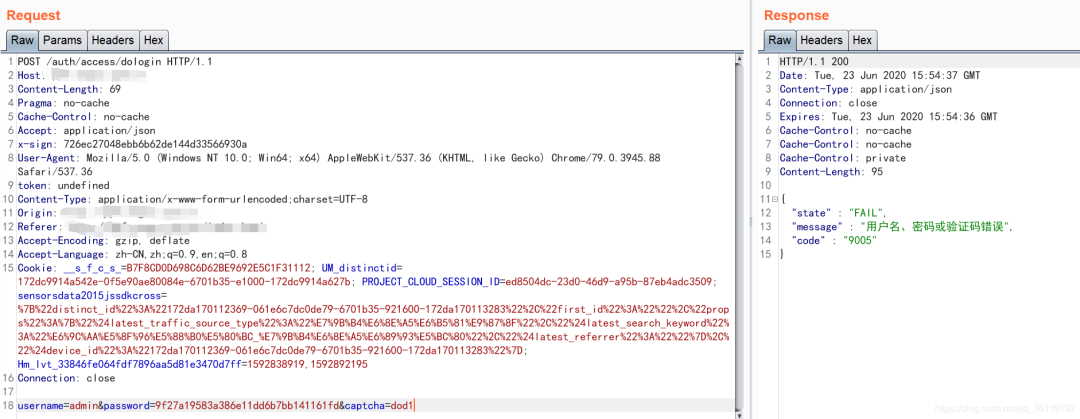 Request
Raw Params Headers Hex
1 POST /auth/access/dologin HTTP/1.1
2 Host.
3 Content-Length: 69
4 Pragma: no-cache
5 Cache-Control: no-cache
6 Accept: application/json
7 x-sign: 726ec27048ebb6b62de144d33566930a
8 User-Agent: Mozilla/5.0 (Windows NT 10.0; Win64; x64) AppleWebKit/537.36 (KHTML, like Gecko) Chrome/79.0.3945.88
Safari/537.36
9 token: undefined
10 Content-Type: application/x-www-form-urlencoded;charset=UTF-8
11 Origin:
12 Referer:
13 Accept-Encoding: gzip, deflate
14 Accept-Language: zh-CN,zh;q=0.9,en;q=0.8
15 Cookie: __s_f_c_s_=B7F8CD0D698C6D62BE9692E5C1F31112; UM_distinctid=
172dc9914a542e-0f5e90ae80084e-6701b35-e1000-172dc9914a627b; PROJECT_CLOUD_SESSION_ID=ed8504dc-23d0-46d9-a95b-87eb4adc3509;
sensorsdata2015jssdkcross=
%7B%22distinct_id%22%3A%22172da170112369-061e6c7dc0de79-6701b35-921600-172da170113283%22%2C%22first_id%22%3A%22%22%2C%22prop
s%22%3A%7B%22%24latest_traffic_source_type%22%3A%22%E7%9B%B4%E6%8E%A5%E6%B5%81%E9%87%8F%22%2C%22%24latest_search_keyword%22%
3A%22%E6%9C%AA%E5%8F%96%E5%88%B0%E5%80%BC_%E7%9B%B4%E6%8E%A5%E6%89%93%E5%BC%80%22%2C%22%24latest_referrer%22%3A%22%22%7D%2C%
22%24device_id%22%3A%22172da170112369-061e6c7dc0de79-6701b35-921600-172da170113283%22%7D;
Hm_lvt_33846fe064fdf7896aa5d81e3470d7ff=1592838919,1592892195
16 Connection: close
17
18 username=admin&password=9f27a19583a386e11dd6b7bb141161fd&captcha=dod1
Response
Raw Headers Hex
1 HTTP/1.1 200
2 Date: Tue, 23 Jun 2020 15:54:37 GMT
3 Content-Type: application/json
4 Connection: close
5 Expires: Tue, 23 Jun 2020 15:54:36 GMT
6 Cache-Control: no-cache
7 Cache-Control: no-cache
8 Cache-Control: private
9 Content-Length: 95
10
11 {
12 "state" : "FAIL",
13 "message" : "用户名、密码或验证码错误",
14 "code" : "9005"
15 }